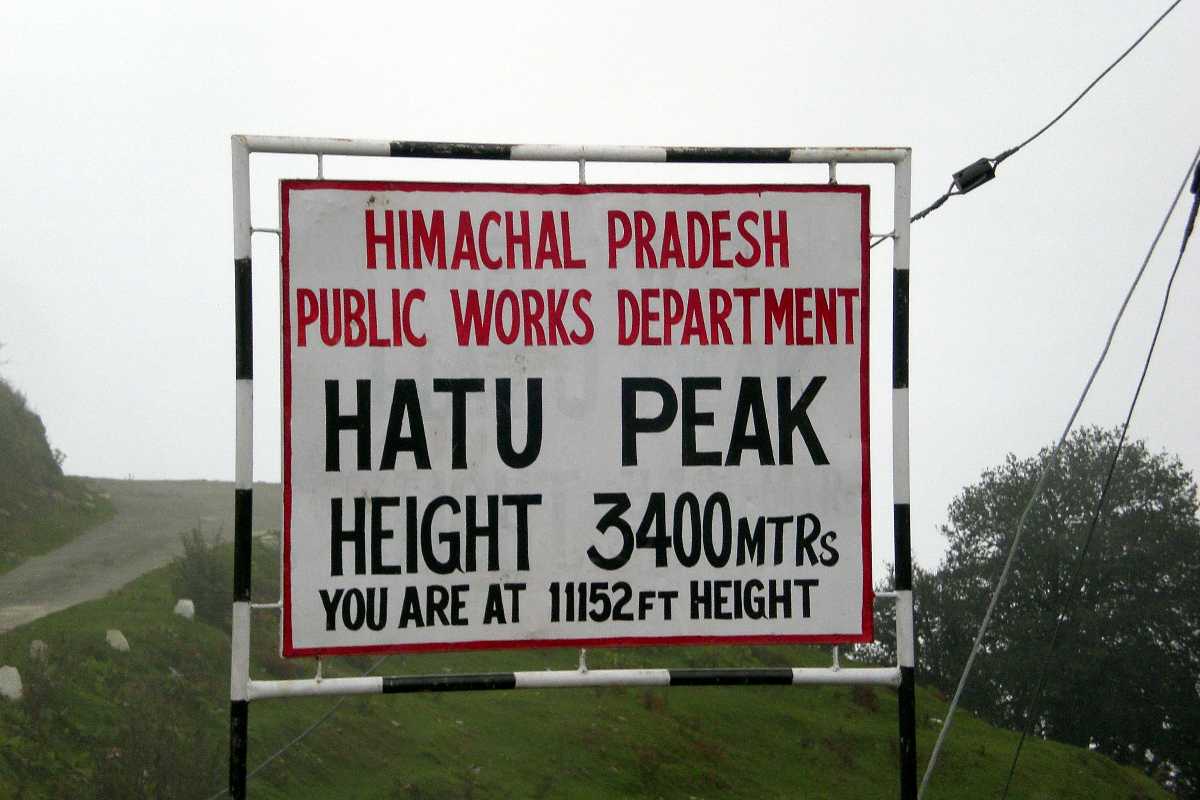 HIMACHAL PRADESH
PUBLIC WORKS DEPARTMENT
HATU PEAK
HEIGHT 3400MTRs
YOU ARE AT 11152FT HEIGHT